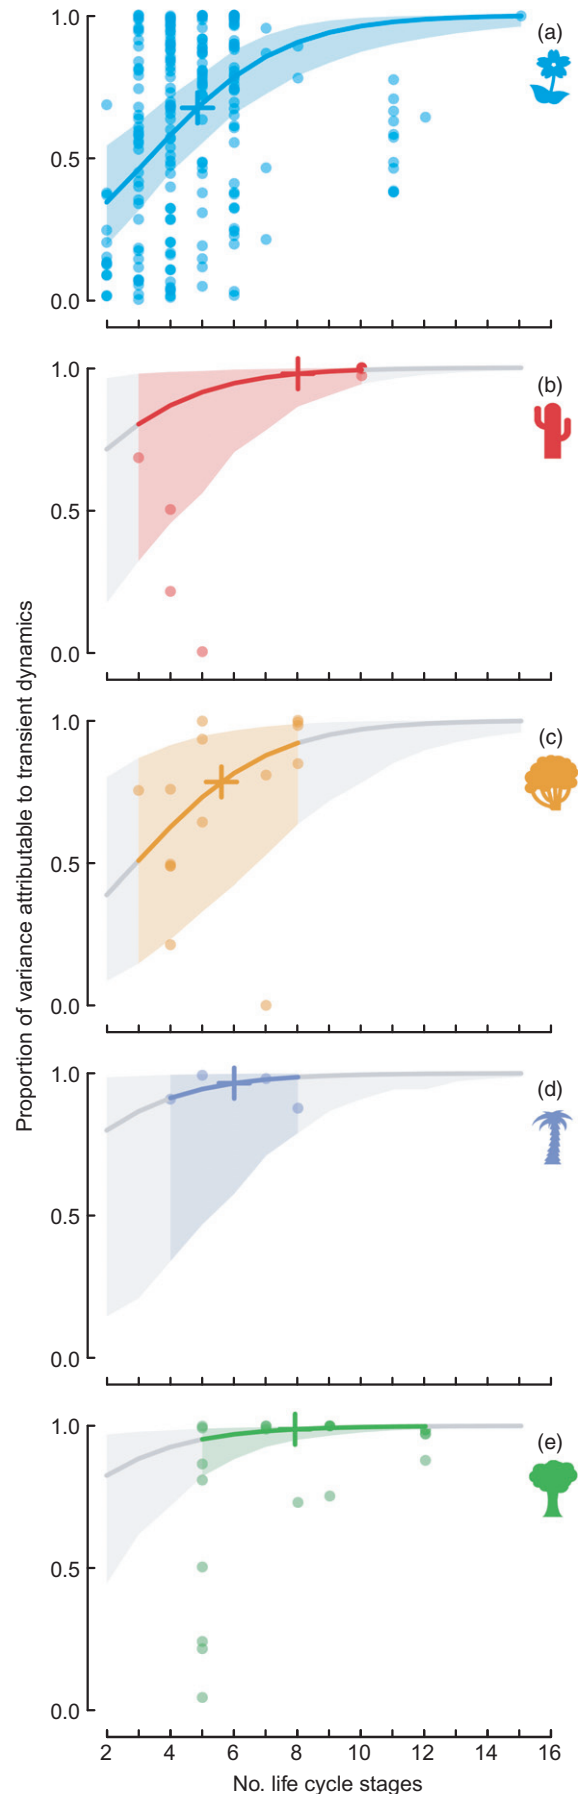 Proportion of variance attributable to transient dynamics
1.0
0.5
0.0
(a)
1.0
0.5
0.0
(b)
1.0
0.5
0.0
(c)
1.0
0.5
0.0
(d)
1.0
0.5
0.0
(e)
2 4 6 8 10 12 14 16
No. life cycle stages